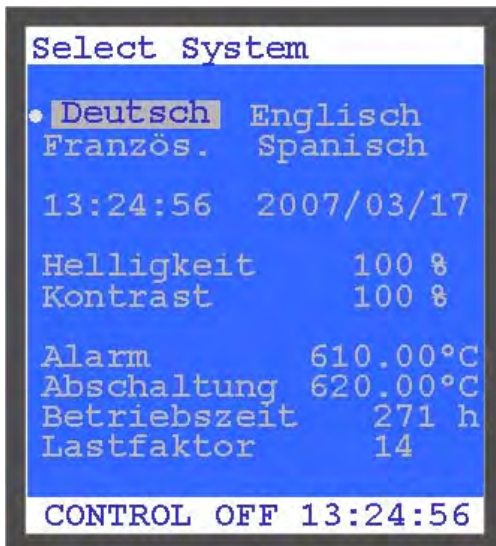 Select System
Deutsch Englisch
Französ. Spanisch
13:24:56 2007/03/17
Helligkeit 100 %
Kontrast 100 %
Alarm 610.00°C
Abschaltung 620.00°C
Betriebszeit 271 h
Lastfaktor 14
CONTROL OFF 13:24:56